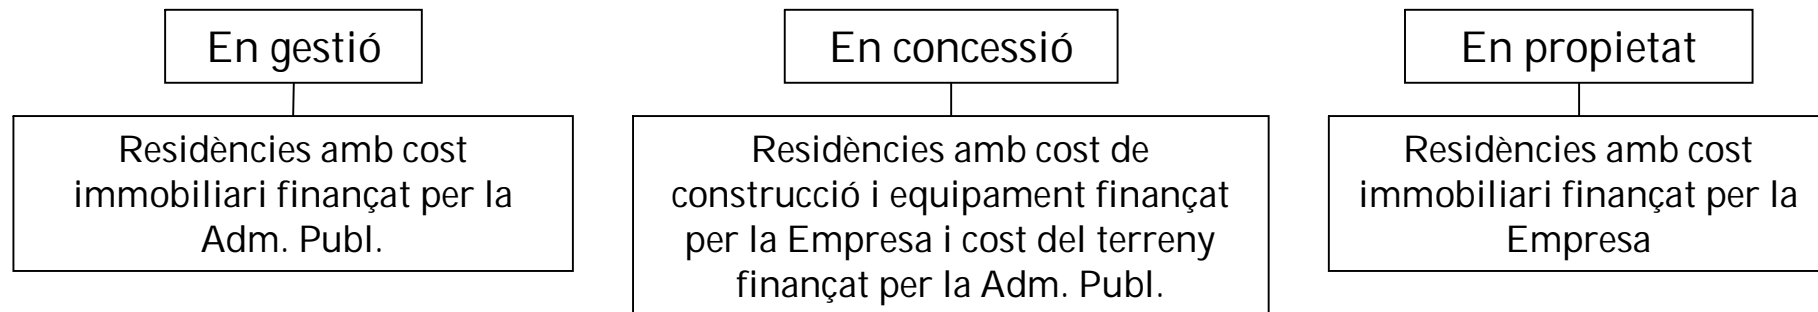 En gestió
Residències amb cost
immobiliari finançat per la
Adm. Publ.
En concessió
Residències amb cost de
construcció i equipament finançat
per la Empresa i cost del terreny
finançat per la Adm. Publ.
En propietat
Residències amb cost
immobiliari finançat per la
Empresa